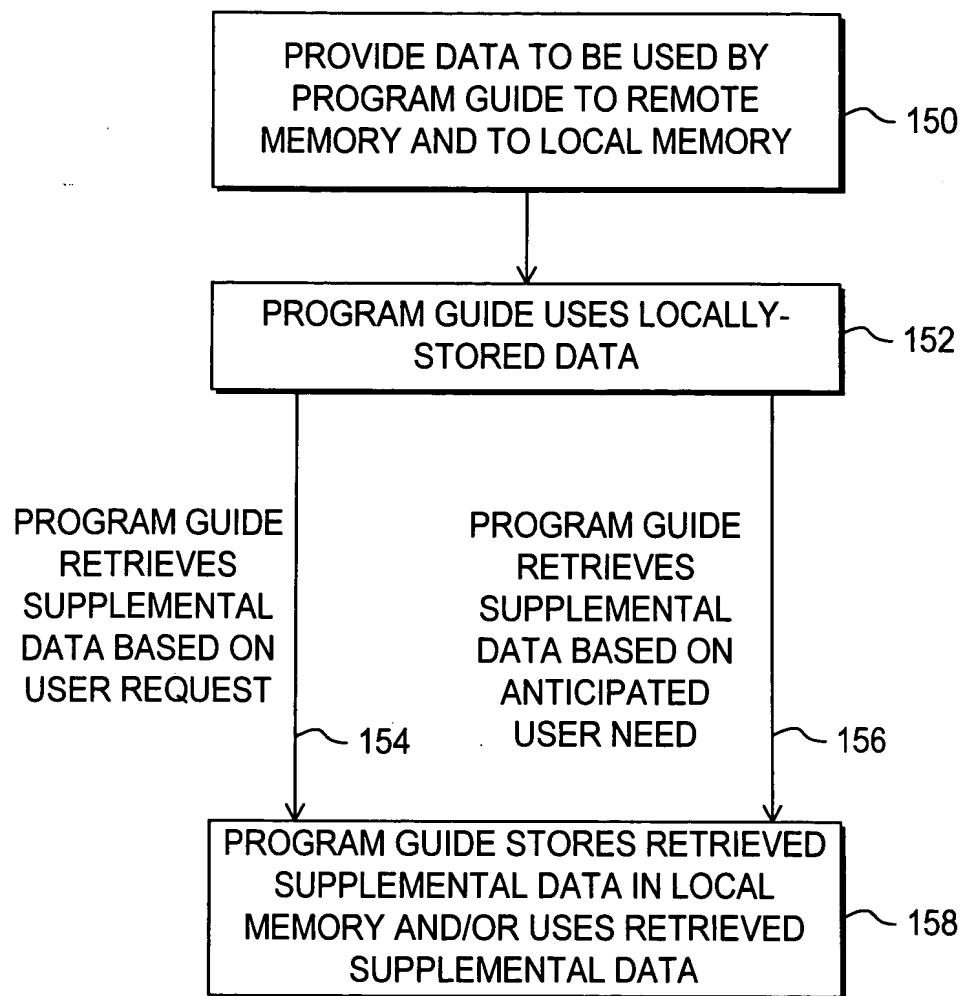 PROVIDE DATA TO BE USED BY
PROGRAM GUIDE TO REMOTE
MEMORY AND TO LOCAL MEMORY
150
PROGRAM GUIDE USES LOCALLY-
STORED DATA
152
PROGRAM GUIDE
RETRIEVES
SUPPLEMENTAL
DATA BASED ON
USER REQUEST
154
PROGRAM GUIDE
RETRIEVES
SUPPLEMENTAL
DATA BASED ON
ANTICIPATED
USER NEED
156
PROGRAM GUIDE STORES RETRIEVED
SUPPLEMENTAL DATA IN LOCAL
MEMORY AND/OR USES RETRIEVED
SUPPLEMENTAL DATA
158